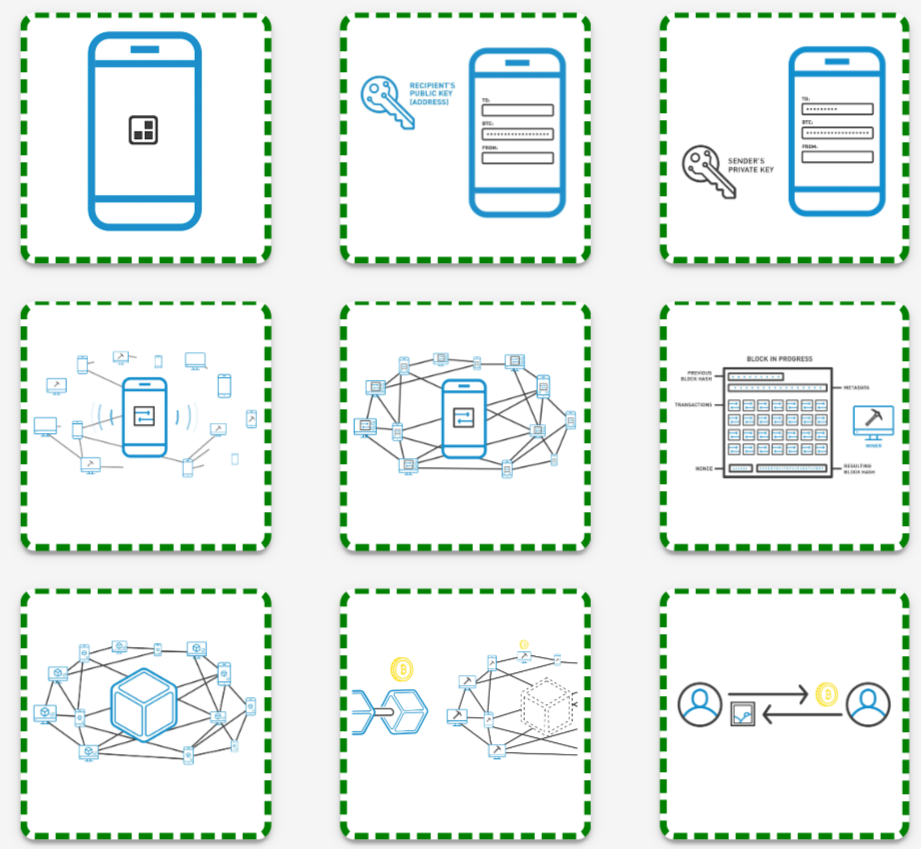 RECIPIENT'S
PUBLIC KEY
(ADDRESS)
TO:
BTC:
FROM:
TO:
BTC:
FROM:
SENDER'S
PRIVATE KEY
BLOCK IN PROGRESS
PREVIOUS
BLOCK HASH
METADATA
TRANSACTIONS
MINER
NONCE
RESULTING
BLOCK HASH